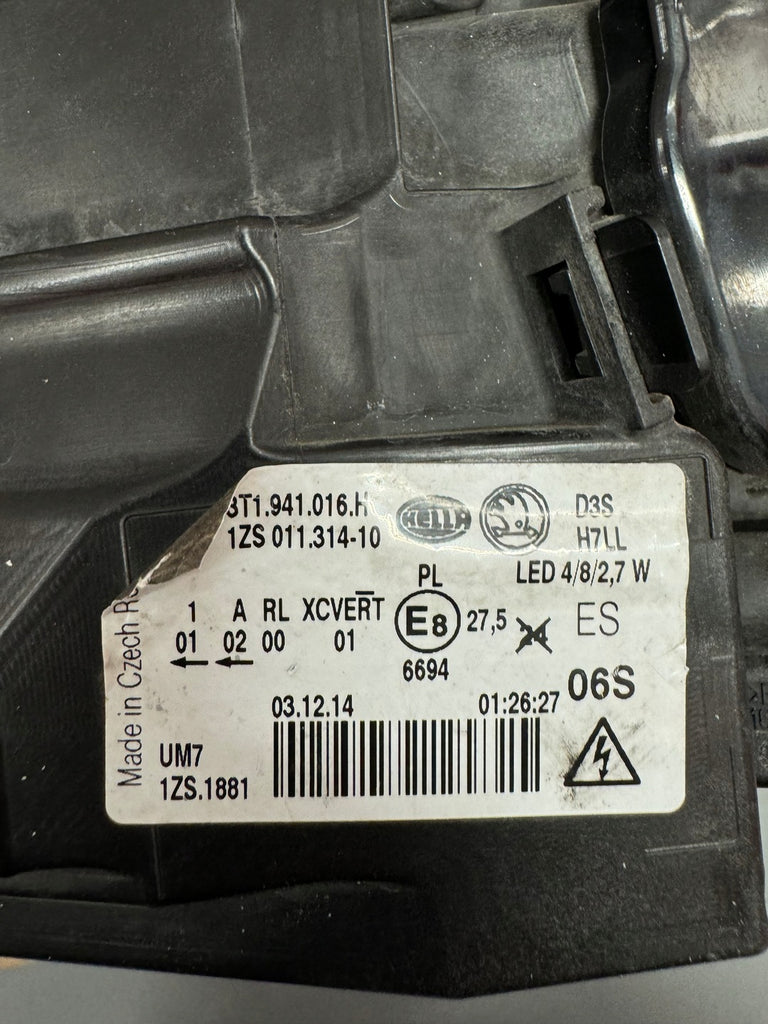 3T1.941.016.H
1ZS 011.314-10
HELLA
D3S
H7LL
LED 4/8/2,7 W
Made in Czech R
1 A RL XCVERT PL
01 02 00 01
E8
6694
27,5
24
ES
06S
03.12.14 01:26:27
UM7
1ZS.1881